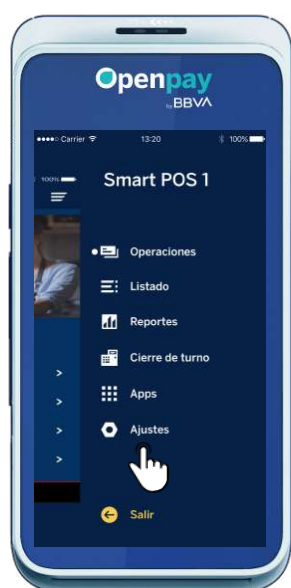 Openpay
by BBVA
Carrier 13:20 100%
100%
Smart POS 1
Operaciones
Listado
Reportes
Cierre de turno
Apps
Ajustes
Salir